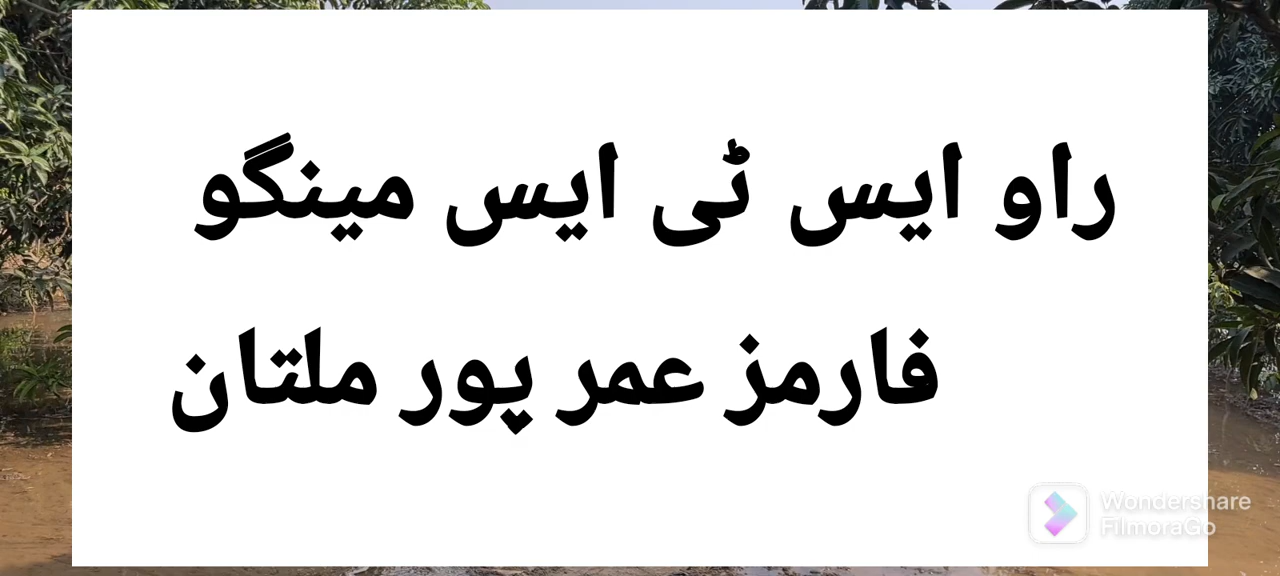 راو ایس ٹی ایس مینگو
فارمز عمر پور ملتان
Wondershare
FilmoraGo